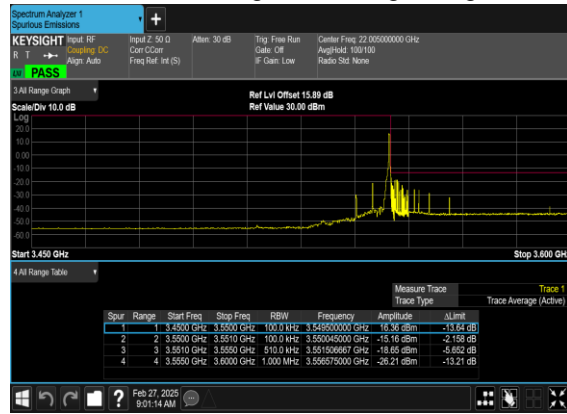 Spectrum Analyzer 1
Spurious Emissions
+
KEYSIGHT Input: RF Input Z: 50 Ω Atten: 30 dB Trig: Free Run Center Freq: 22.005000000 GHz
R T Coupling: DC Corr CCorr Gate: Off Avg|Hold: 100/100
Align: Auto Freq Ref: Int (S) IF Gain: Low Radio Std: None
PASS
3 All Range Graph
Ref Lvl Offset 15.89 dB
Scale/Div 10.0 dB Ref Value 30.00 dBm
Log
20.0
10.0
0.00
-10.0
-20.0
-30.0
-40.0
-50.0
-60.0
Start 3.450 GHz Stop 3.600 GHz
4 All Range Table
Measure Trace Trace 1
Trace Type Trace Average (Active)
Spur Range Start Freq Stop Freq RBW Frequency Amplitude ΔLimit
1 1 3.4500 GHz 3.5500 GHz 100.0 kHz 3.549500000 GHz 16.36 dBm -13.64 dB
2 2 3.5500 GHz 3.5510 GHz 100.0 kHz 3.550045000 GHz -15.16 dBm -2.158 dB
3 3 3.5510 GHz 3.5550 GHz 510.0 kHz 3.551506667 GHz -18.65 dBm -5.652 dB
4 4 3.5550 GHz 3.6000 GHz 1.000 MHz 3.556575000 GHz -26.21 dBm -13.21 dB
? Feb 27, 2025
9:01:14 AM